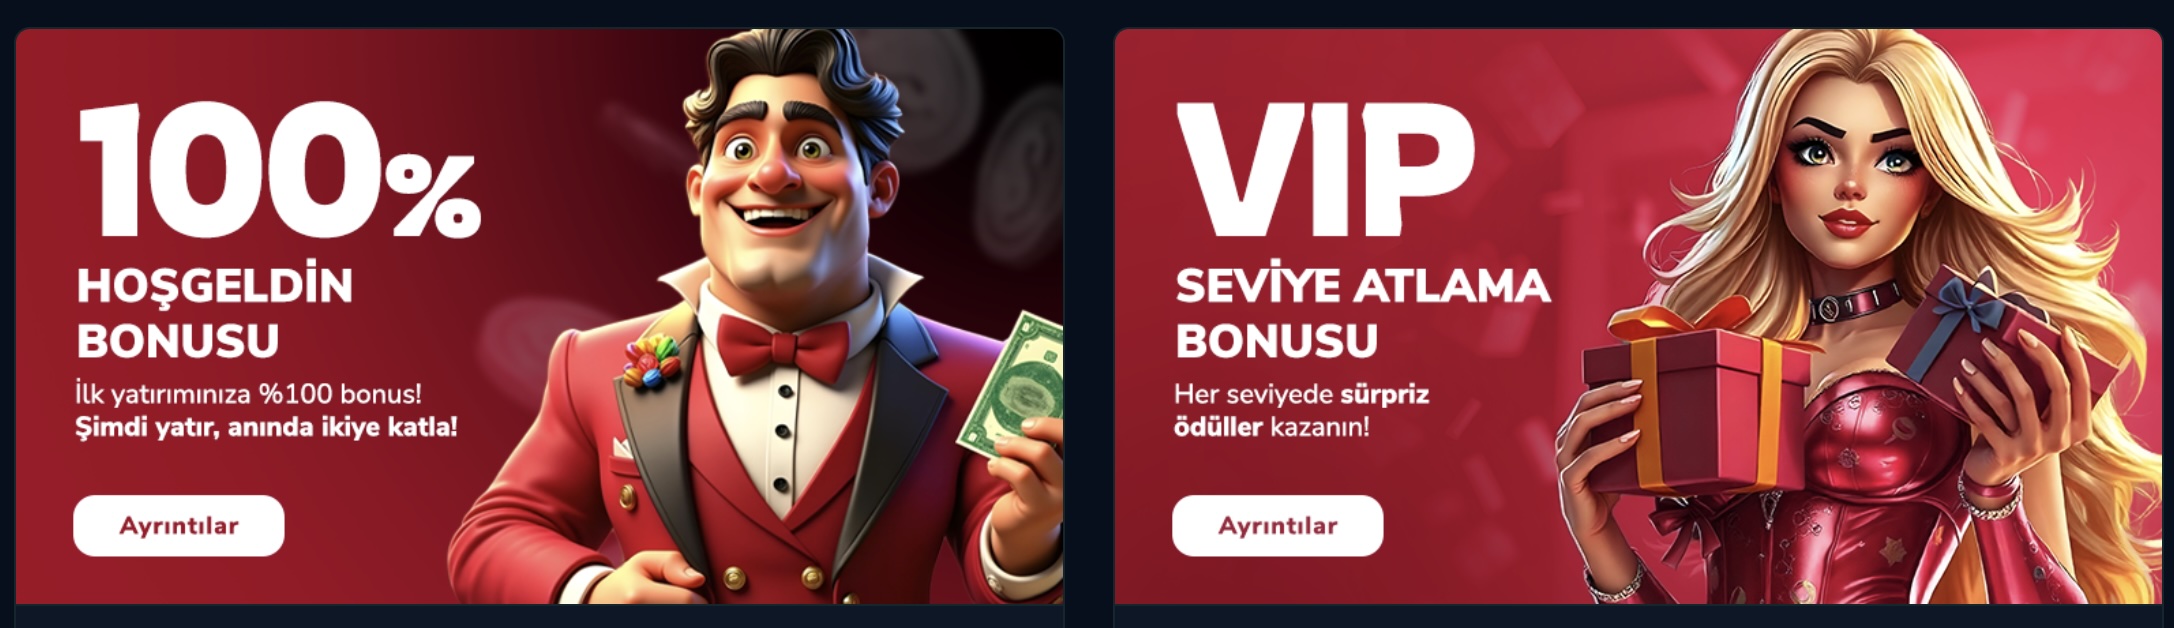 100%
HOŞGELDİN
BONUSU
İlk yatırımınıza %100 bonus!
Şimdi yatır, anında ikiye katla!
Ayrıntılar
VIP
SEVİYE ATLAMA
BONUSU
Her seviyede sürpriz
ödüller kazanın!
Ayrıntılar